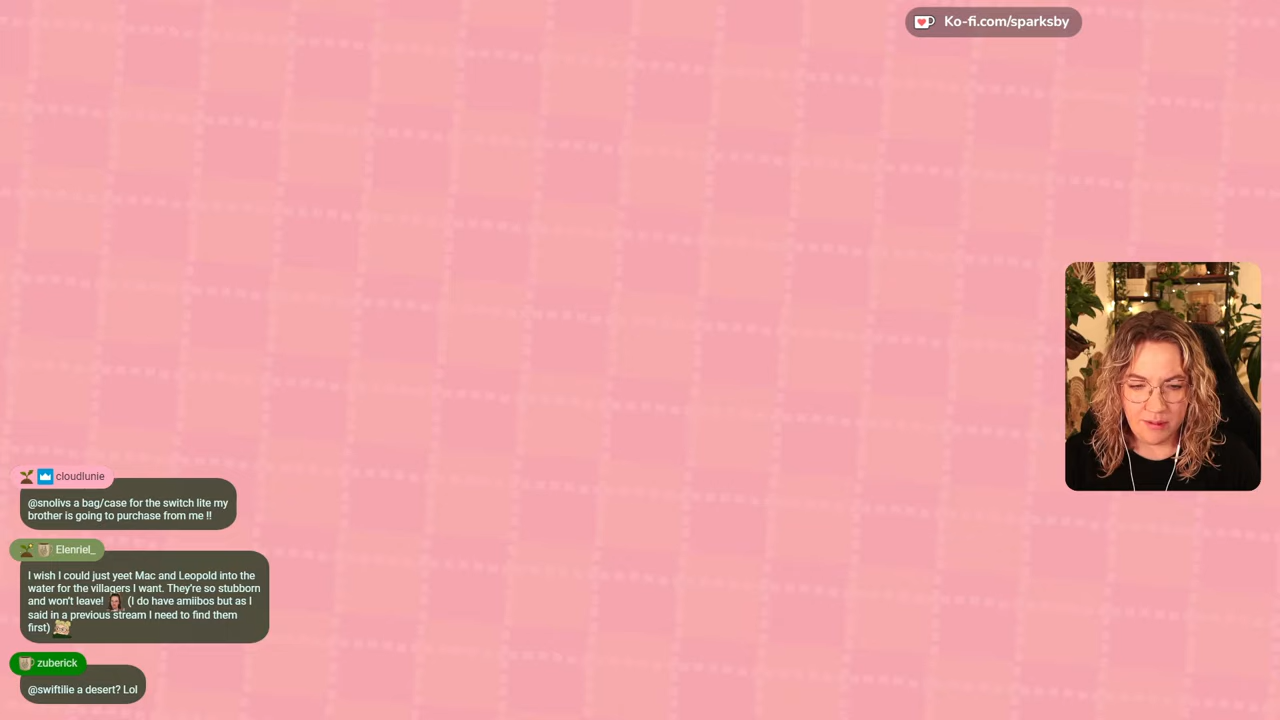 Ko-fi.com/sparksby
cloudlunie
@snolivs a bag/case for the switch lite my
brother is going to purchase from me !!
Elenriel_
I wish I could just yeet Mac and Leopold into the
water for the villagers I want. They're so stubborn
and won't leave! (I do have amiibos but as I
said in a previous stream I need to find them
first)
zuberick
@swiftilie a desert? Lol